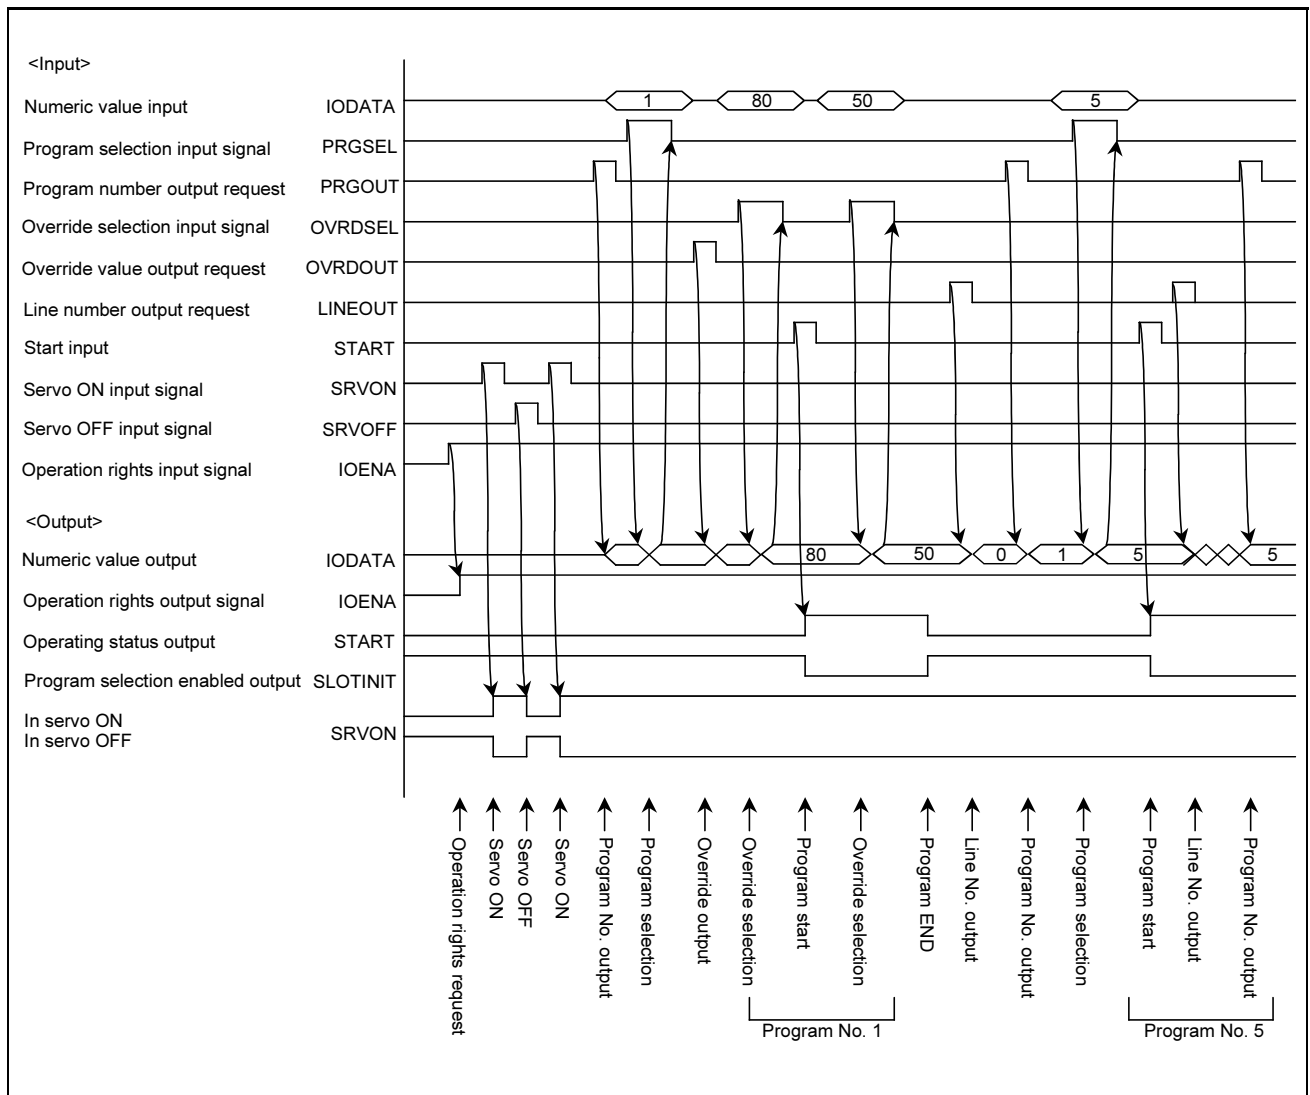 <Input>
Numeric value input IODATA 1 80 50 5
Program selection input signal PRGSEL
Program number output request PRGOUT
Override selection input signal OVRDSEL
Override value output request OVRDOUT
Line number output request LINEOUT
Start input START
Servo ON input signal SRVON
Servo OFF input signal SRVOFF
Operation rights input signal IOENA
<Output>
Numeric value output IODATA 80 50 0 1 5 5
Operation rights output signal IOENA
Operating status output START
Program selection enabled output SLOTINIT
In servo ON
In servo OFF SRVON
Operation rights request
Servo ON
Servo OFF
Servo ON
Program No. output
Program selection
Override output
Override selection
Program start
Override selection
Program END
Line No. output
Program No. output
Program selection
Program start
Line No. output
Program No. output
Program No. 1
Program No. 5